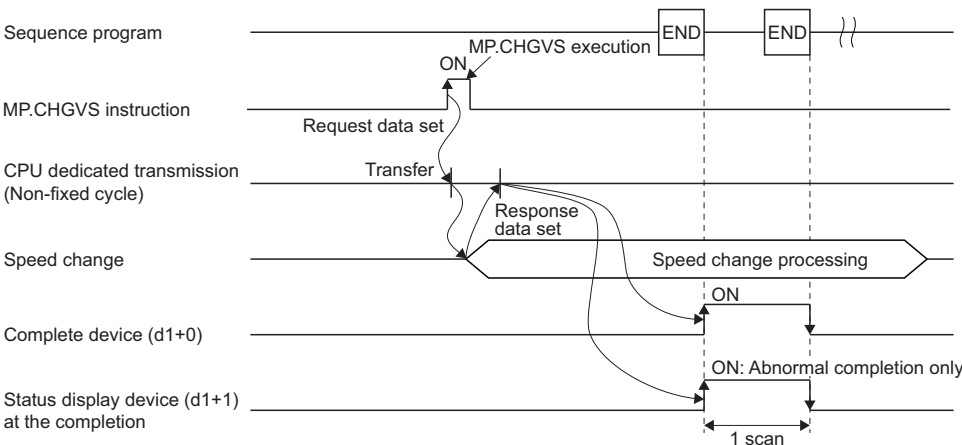 Sequence program
END
END
MP.CHGVS execution
ON
MP.CHGVS instruction
Request data set
CPU dedicated transmission
(Non-fixed cycle)
Transfer
Response
data set
Speed change
Speed change processing
ON
Complete device (d1+0)
ON: Abnormal completion only
Status display device (d1+1)
at the completion
1 scan